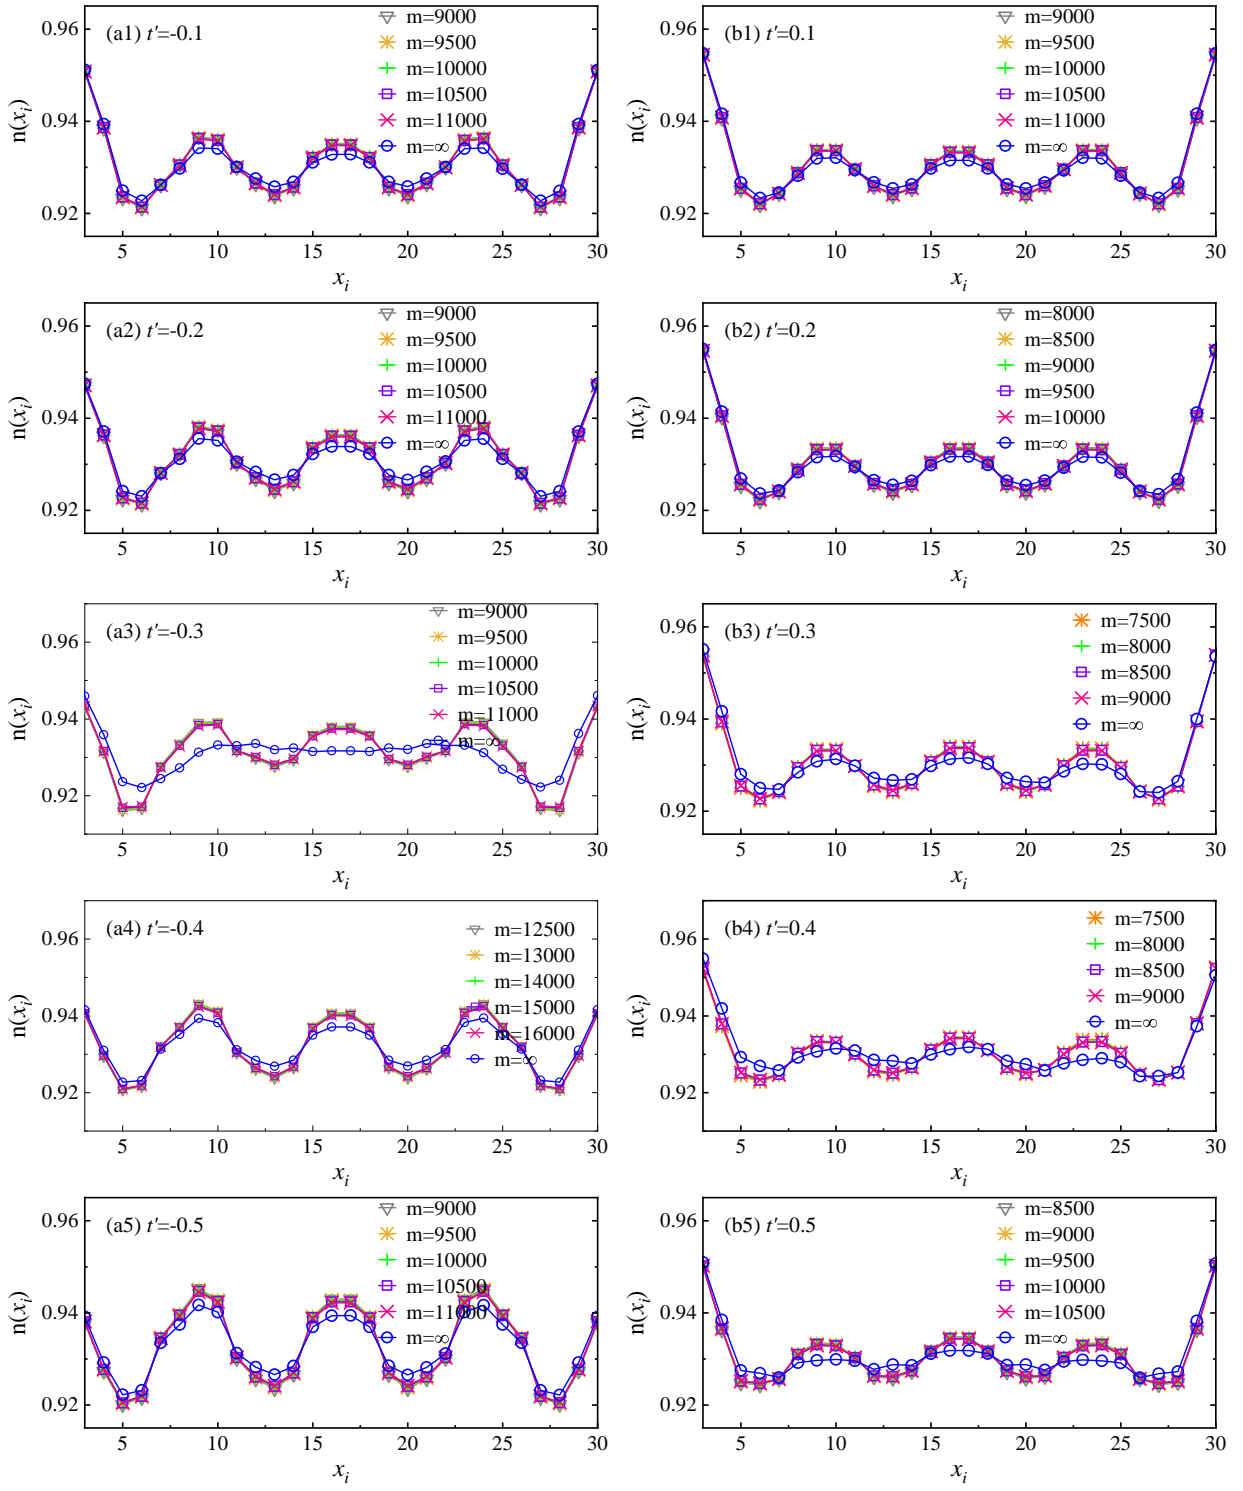 (a1) t′=-0.1
m=9000
m=9500
m=10000
m=10500
m=11000
m=∞
0.96
0.94
0.92
n(xᵢ)
5 10 15 20 25 30
xᵢ
(b1) t′=0.1
m=9000
m=9500
m=10000
m=10500
m=11000
m=∞
0.96
0.94
0.92
n(xᵢ)
5 10 15 20 25 30
xᵢ
(a2) t′=-0.2
m=9000
m=9500
m=10000
m=10500
m=11000
m=∞
0.96
0.94
0.92
n(xᵢ)
5 10 15 20 25 30
xᵢ
(b2) t′=0.2
m=8000
m=8500
m=9000
m=9500
m=10000
m=∞
0.96
0.94
0.92
n(xᵢ)
5 10 15 20 25 30
xᵢ
(a3) t′=-0.3
m=9000
m=9500
m=10000
m=10500
m=11000
m=∞
0.96
0.94
0.92
n(xᵢ)
5 10 15 20 25 30
xᵢ
(b3) t′=0.3
m=7500
m=8000
m=8500
m=9000
m=∞
0.96
0.94
0.92
n(xᵢ)
5 10 15 20 25 30
xᵢ
(a4) t′=-0.4
m=12500
m=13000
m=14000
m=15000
m=16000
m=∞
0.96
0.94
0.92
n(xᵢ)
5 10 15 20 25 30
xᵢ
(b4) t′=0.4
m=7500
m=8000
m=8500
m=9000
m=∞
0.96
0.94
0.92
n(xᵢ)
5 10 15 20 25 30
xᵢ
(a5) t′=-0.5
m=9000
m=9500
m=10000
m=10500
m=11000
m=∞
0.96
0.94
0.92
n(xᵢ)
5 10 15 20 25 30
xᵢ
(b5) t′=0.5
m=8500
m=9000
m=9500
m=10000
m=10500
m=∞
0.96
0.94
0.92
n(xᵢ)
5 10 15 20 25 30
xᵢ